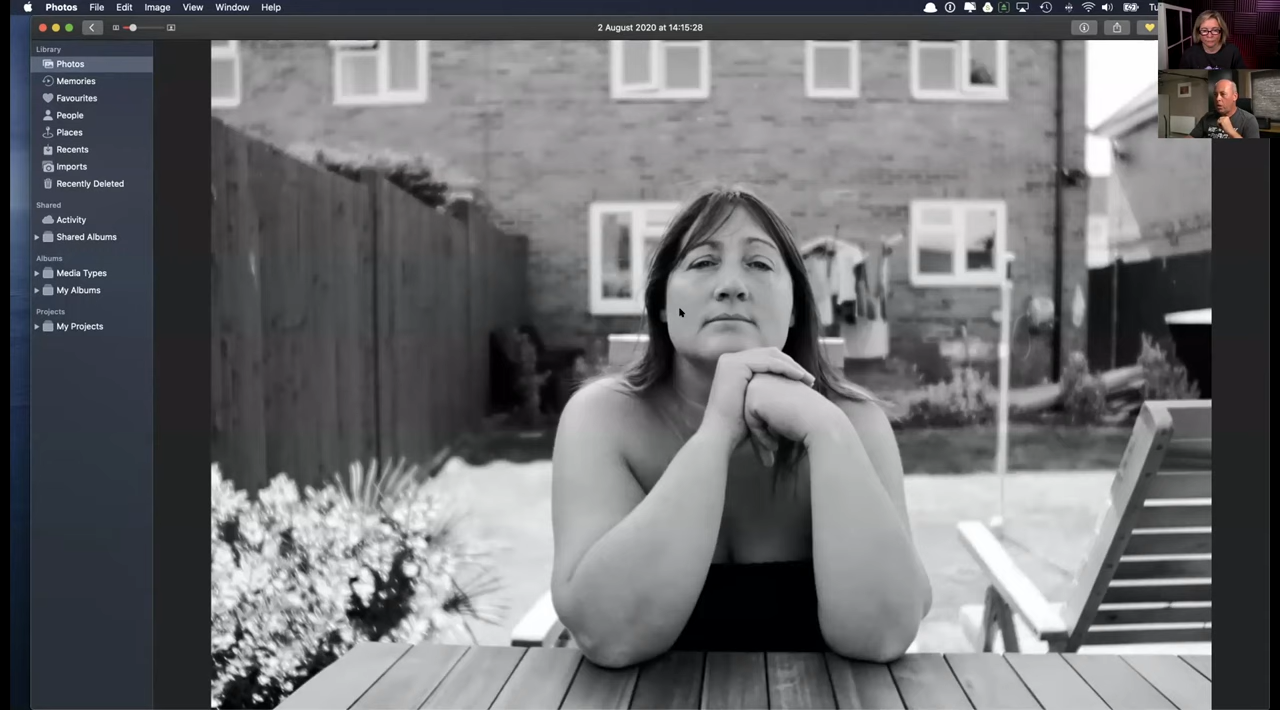 Photos File Edit Image View Window Help
2 August 2020 at 14:15:28
Library
Photos
Memories
Favourites
People
Places
Recents
Imports
Recently Deleted
Shared
Activity
Shared Albums
Albums
Media Types
My Albums
Projects
My Projects